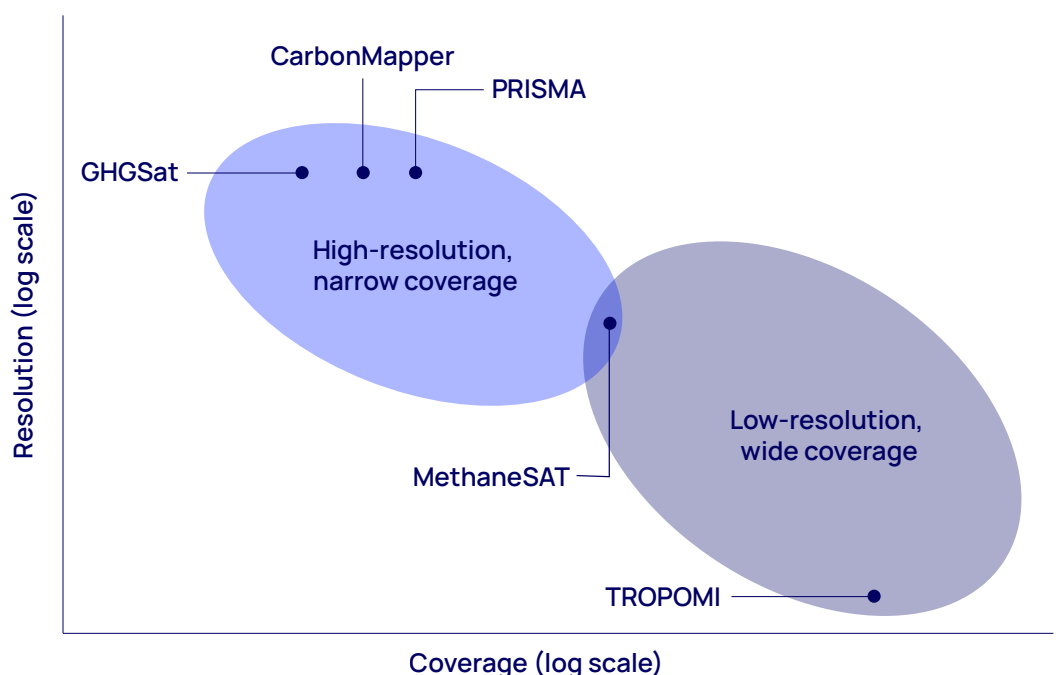 CarbonMapper
PRISMA
GHGSat
High-resolution,
narrow coverage
Low-resolution,
wide coverage
MethaneSAT
TROPOMI
Resolution (log scale)
Coverage (log scale)